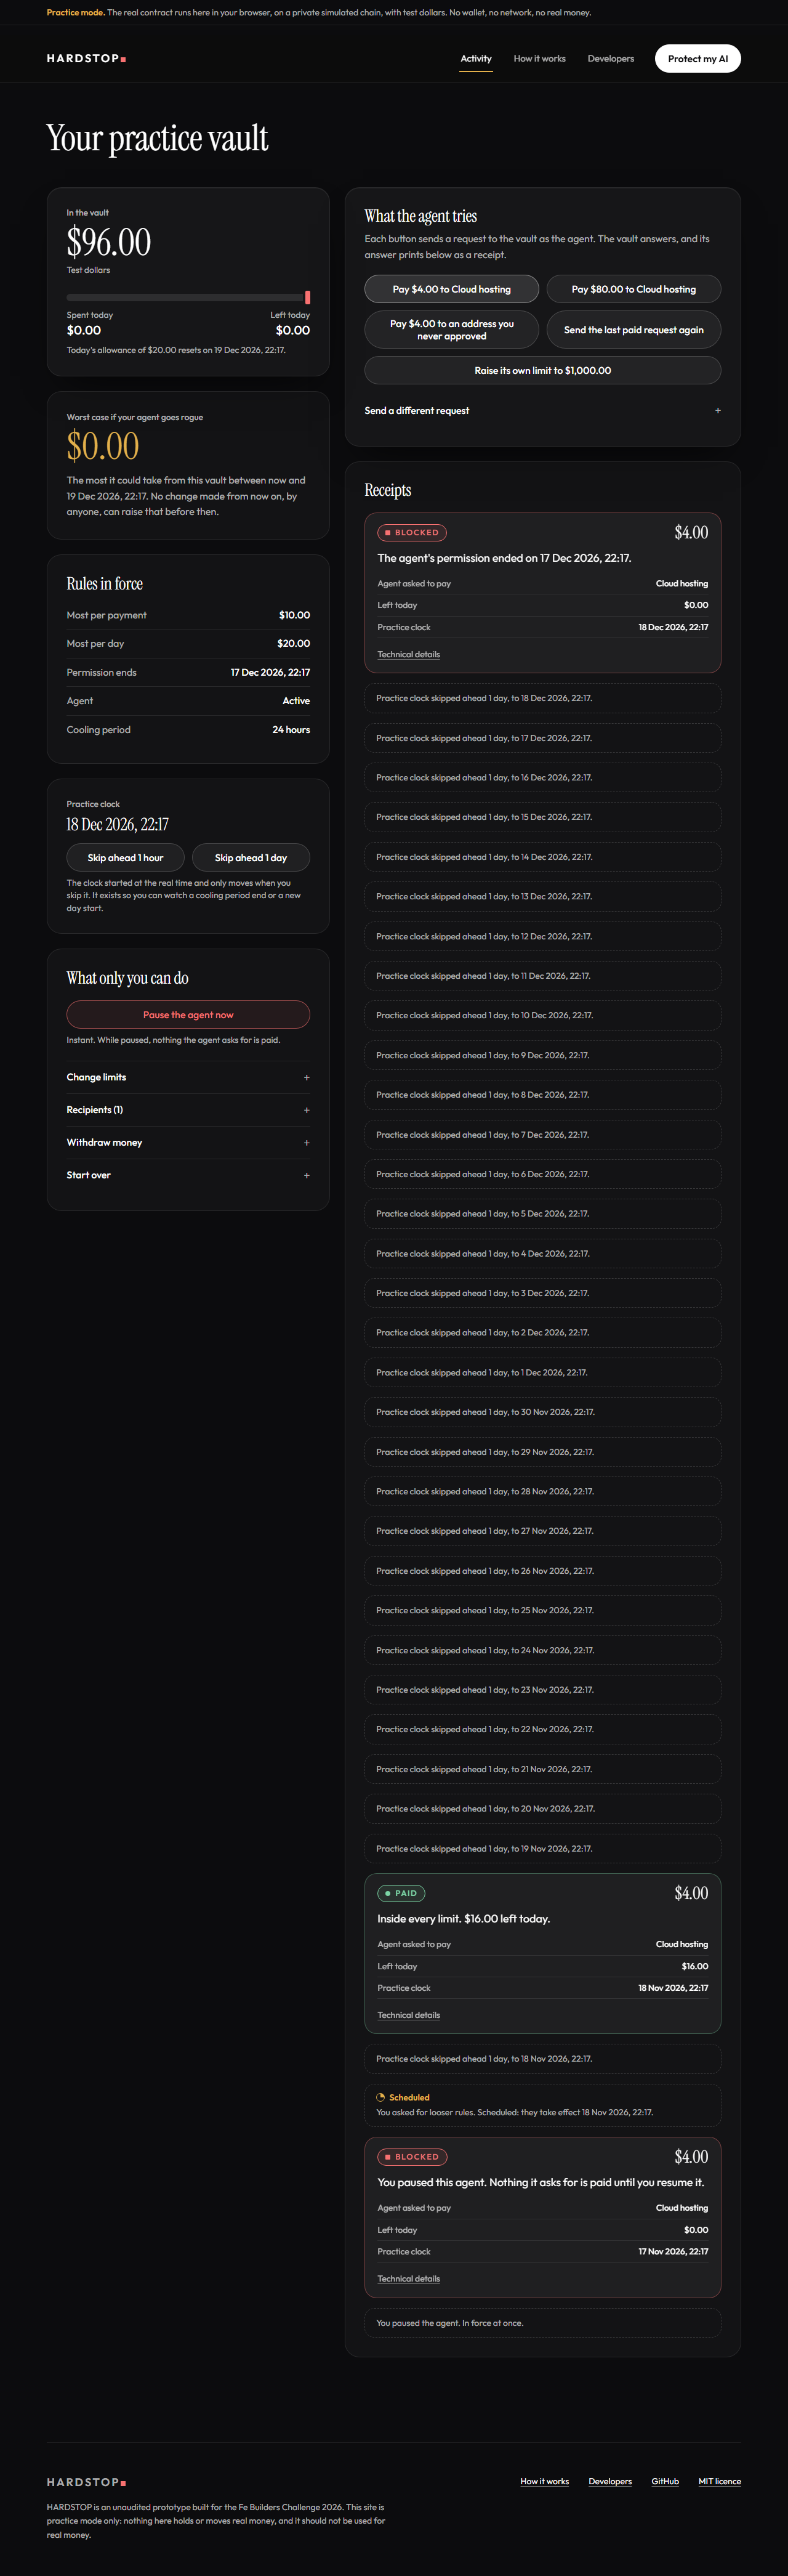 Practice mode. The real contract runs here in your browser, on a private simulated chain, with test dollars. No wallet, no network, no real money.
HARDSTOP
Activity
How it works
Developers
Protect my AI
Your practice vault
In the vault
$96.00
Test dollars
Spent today
Left today
$0.00
$0.00
Today's allowance of $20.00 resets on 19 Dec 2026, 22:17.
Worst case if your agent goes rogue
$0.00
The most it could take from this vault between now and
19 Dec 2026, 22:17. No change made from now on, by
anyone, can raise that before then.
Rules in force
Most per payment $10.00
Most per day $20.00
Permission ends 17 Dec 2026, 22:17
Agent Active
Cooling period 24 hours
Practice clock
18 Dec 2026, 22:17
Skip ahead 1 hour
Skip ahead 1 day
The clock started at the real time and only moves when you
skip it. It exists so you can watch a cooling period end or a new
day start.
What only you can do
Pause the agent now
Instant. While paused, nothing the agent asks for is paid.
Change limits +
Recipients (1) +
Withdraw money +
Start over +
What the agent tries
Each button sends a request to the vault as the agent. The vault answers, and its
answer prints below as a receipt.
Pay $4.00 to Cloud hosting
Pay $80.00 to Cloud hosting
Pay $4.00 to an address you
never approved
Send the last paid request again
Raise its own limit to $1,000.00
Send a different request +
Receipts
BLOCKED $4.00
The agent's permission ended on 17 Dec 2026, 22:17.
Agent asked to pay Cloud hosting
Left today $0.00
Practice clock 18 Dec 2026, 22:17
Technical details
Practice clock skipped ahead 1 day, to 18 Dec 2026, 22:17.
Practice clock skipped ahead 1 day, to 17 Dec 2026, 22:17.
Practice clock skipped ahead 1 day, to 16 Dec 2026, 22:17.
Practice clock skipped ahead 1 day, to 15 Dec 2026, 22:17.
Practice clock skipped ahead 1 day, to 14 Dec 2026, 22:17.
Practice clock skipped ahead 1 day, to 13 Dec 2026, 22:17.
Practice clock skipped ahead 1 day, to 12 Dec 2026, 22:17.
Practice clock skipped ahead 1 day, to 11 Dec 2026, 22:17.
Practice clock skipped ahead 1 day, to 10 Dec 2026, 22:17.
Practice clock skipped ahead 1 day, to 9 Dec 2026, 22:17.
Practice clock skipped ahead 1 day, to 8 Dec 2026, 22:17.
Practice clock skipped ahead 1 day, to 7 Dec 2026, 22:17.
Practice clock skipped ahead 1 day, to 6 Dec 2026, 22:17.
Practice clock skipped ahead 1 day, to 5 Dec 2026, 22:17.
Practice clock skipped ahead 1 day, to 4 Dec 2026, 22:17.
Practice clock skipped ahead 1 day, to 3 Dec 2026, 22:17.
Practice clock skipped ahead 1 day, to 2 Dec 2026, 22:17.
Practice clock skipped ahead 1 day, to 1 Dec 2026, 22:17.
Practice clock skipped ahead 1 day, to 30 Nov 2026, 22:17.
Practice clock skipped ahead 1 day, to 29 Nov 2026, 22:17.
Practice clock skipped ahead 1 day, to 28 Nov 2026, 22:17.
Practice clock skipped ahead 1 day, to 27 Nov 2026, 22:17.
Practice clock skipped ahead 1 day, to 26 Nov 2026, 22:17.
Practice clock skipped ahead 1 day, to 25 Nov 2026, 22:17.
Practice clock skipped ahead 1 day, to 24 Nov 2026, 22:17.
Practice clock skipped ahead 1 day, to 23 Nov 2026, 22:17.
Practice clock skipped ahead 1 day, to 22 Nov 2026, 22:17.
Practice clock skipped ahead 1 day, to 21 Nov 2026, 22:17.
Practice clock skipped ahead 1 day, to 20 Nov 2026, 22:17.
Practice clock skipped ahead 1 day, to 19 Nov 2026, 22:17.
PAID $4.00
Inside every limit. $16.00 left today.
Agent asked to pay Cloud hosting
Left today $16.00
Practice clock 18 Nov 2026, 22:17
Technical details
Practice clock skipped ahead 1 day, to 18 Nov 2026, 22:17.
Scheduled
You asked for looser rules. Scheduled: they take effect 18 Nov 2026, 22:17.
BLOCKED $4.00
You paused this agent. Nothing it asks for is paid until you resume it.
Agent asked to pay Cloud hosting
Left today $0.00
Practice clock 17 Nov 2026, 22:17
Technical details
You paused the agent. In force at once.
HARDSTOP
How it works
Developers
GitHub
MIT licence
HARDSTOP is an unaudited prototype built for the Fe Builders Challenge 2026. This site is
practice mode only: nothing here holds or moves real money, and it should not be used for
real money.